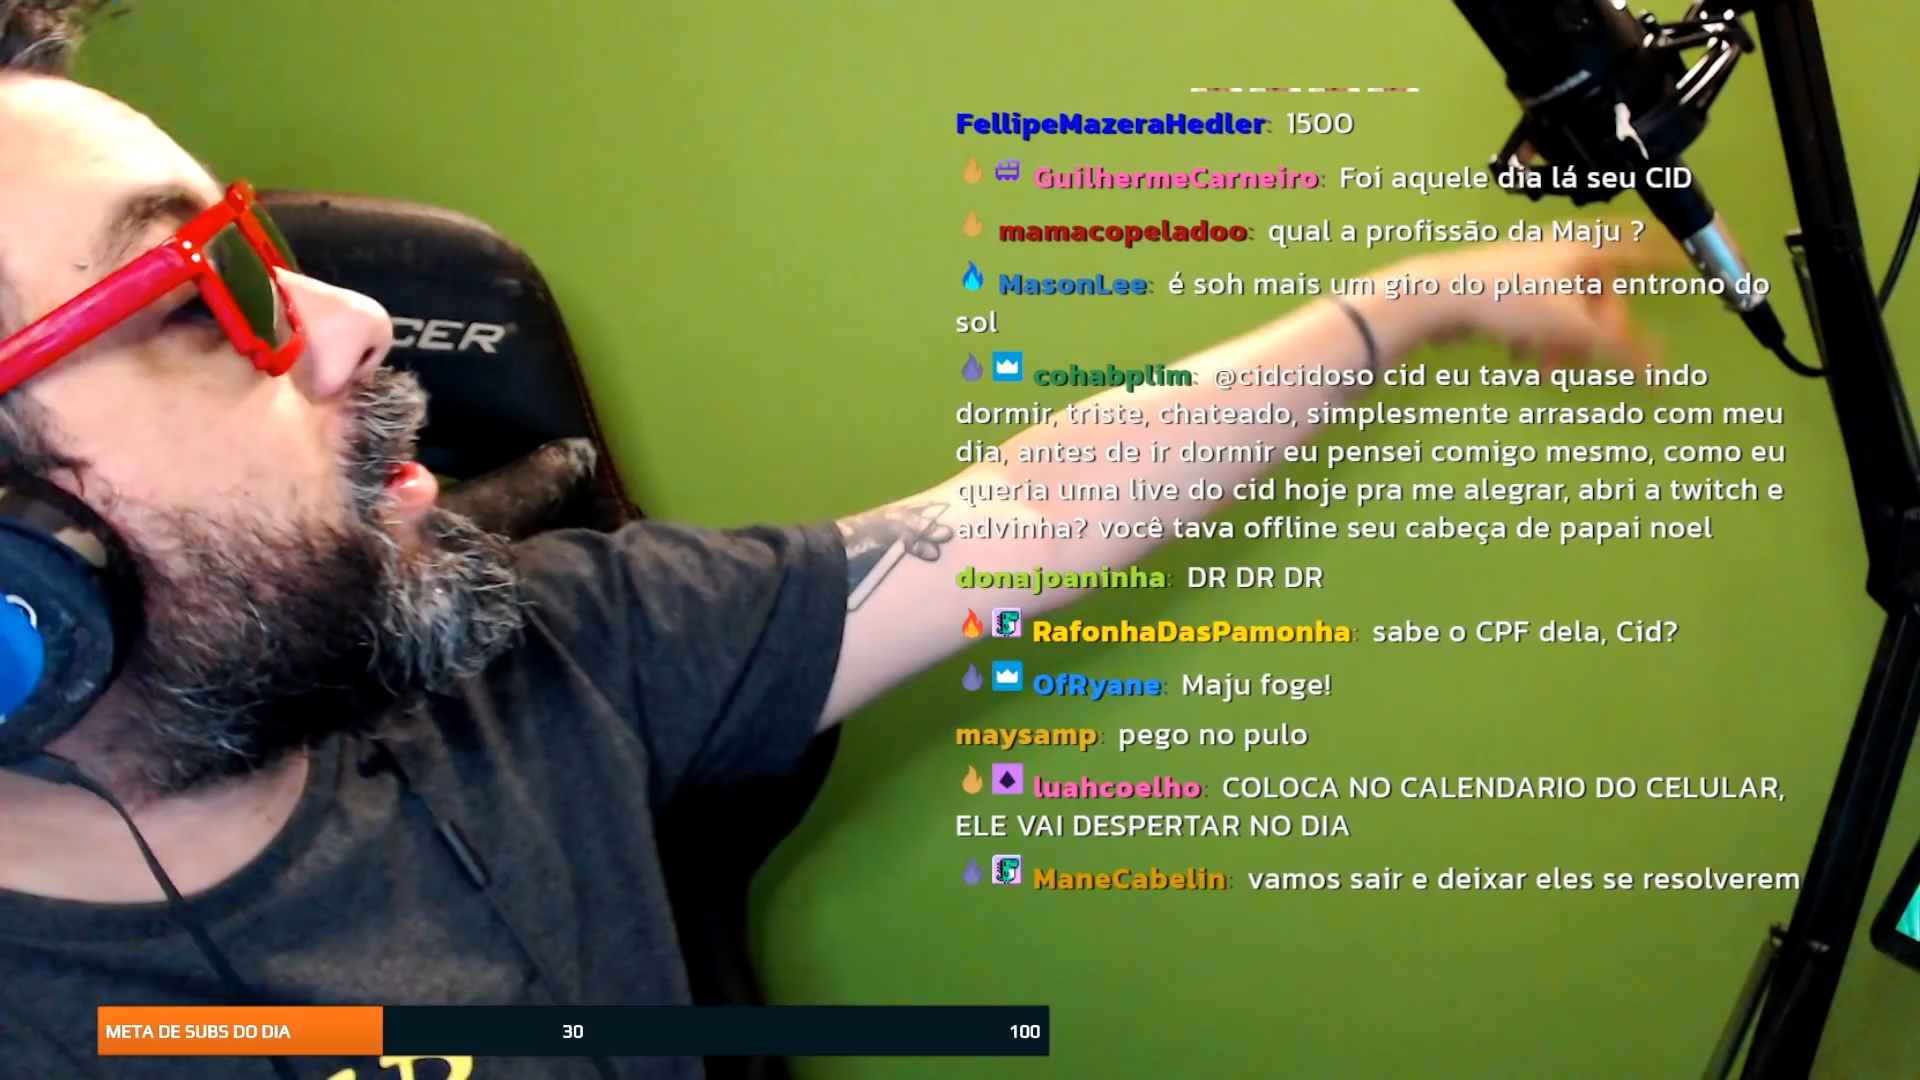 FellipeMazeraHedler: 1500
GuilhermeCarneiro: Foi aquele dia lá seu CID
mamacopeladoo: qual a profissão da Maju ?
MasonLee: é soh mais um giro do planeta entrono do
sol
cohabplim: @cidcidoso cid eu tava quase indo
dormir, triste, chateado, simplesmente arrasado com meu
dia, antes de ir dormir eu pensei comigo mesmo, como eu
queria uma live do cid hoje pra me alegrar, abri a twitch e
advinha? você tava offline seu cabeça de papai noel
donajoaninha: DR DR DR
RafonhaDasPamonha: sabe o CPF dela, Cid?
OfRyane: Maju foge!
maysamp: pego no pulo
luahcoelho: COLOCA NO CALENDARIO DO CELULAR,
ELE VAI DESPERTAR NO DIA
ManeCabelin: vamos sair e deixar eles se resolverem
META DE SUBS DO DIA 30 100